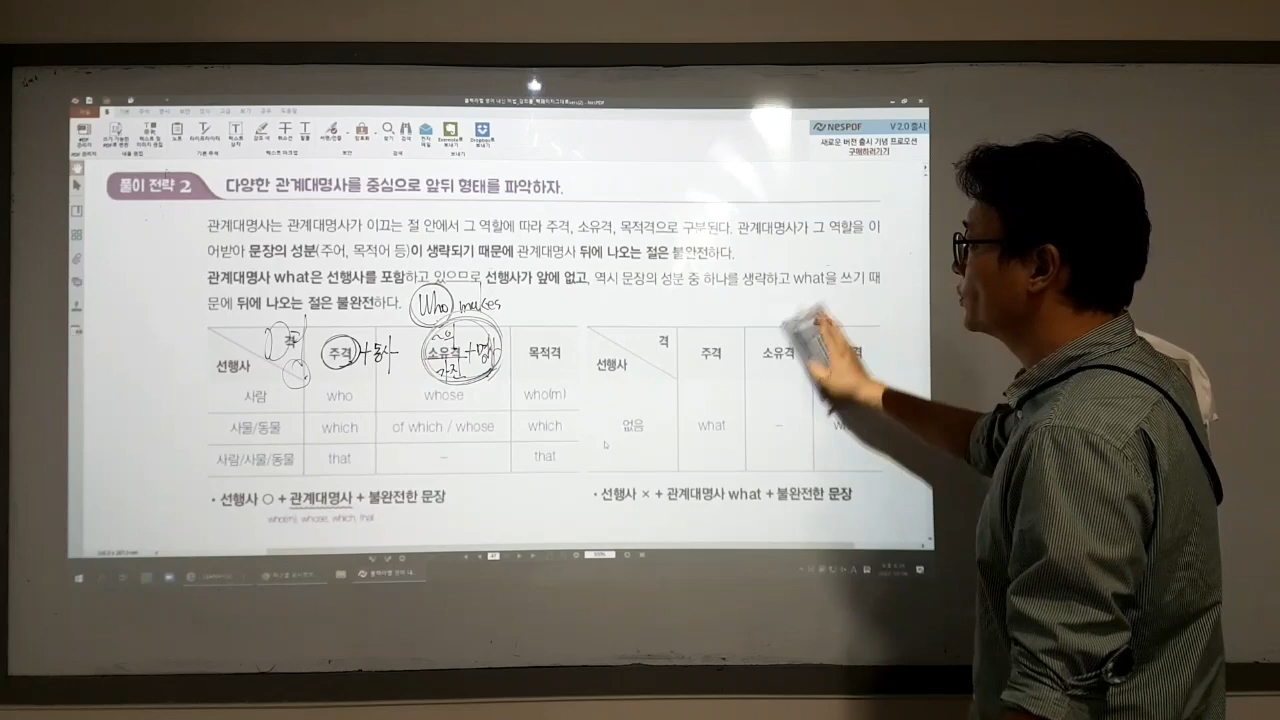 NESPDF V 2.0 출시
새로운 버전 출시 기념 프로모션
구매하러가기
풀이 전략 2 다양한 관계대명사를 중심으로 앞뒤 형태를 파악하자.
관계대명사는 관계대명사가 이끄는 절 안에서 그 역할에 따라 주격, 소유격, 목적격으로 구분된다. 관계대명사가 그 역할을 이
어받아 문장의 성분(주어, 목적어 등)이 생략되기 때문에 관계대명사 뒤에 나오는 절은 불완전하다.
관계대명사 what은 선행사를 포함하고 있으므로 선행사가 앞에 없고, 역시 문장의 성분 중 하나를 생략하고 what을 쓰기 때
문에 뒤에 나오는 절은 불완전하다.
Who makes
격 주격 +동사 소유격 +명사 목적격
가진
선행사
사람 who whose who(m)
사물/동물 which of which / whose which
사람/사물/동물 that – that
· 선행사 ○ + 관계대명사 + 불완전한 문장
who(m), whose, which, that
격 주격 소유격 격
선행사
없음 what –
· 선행사 × + 관계대명사 what + 불완전한 문장